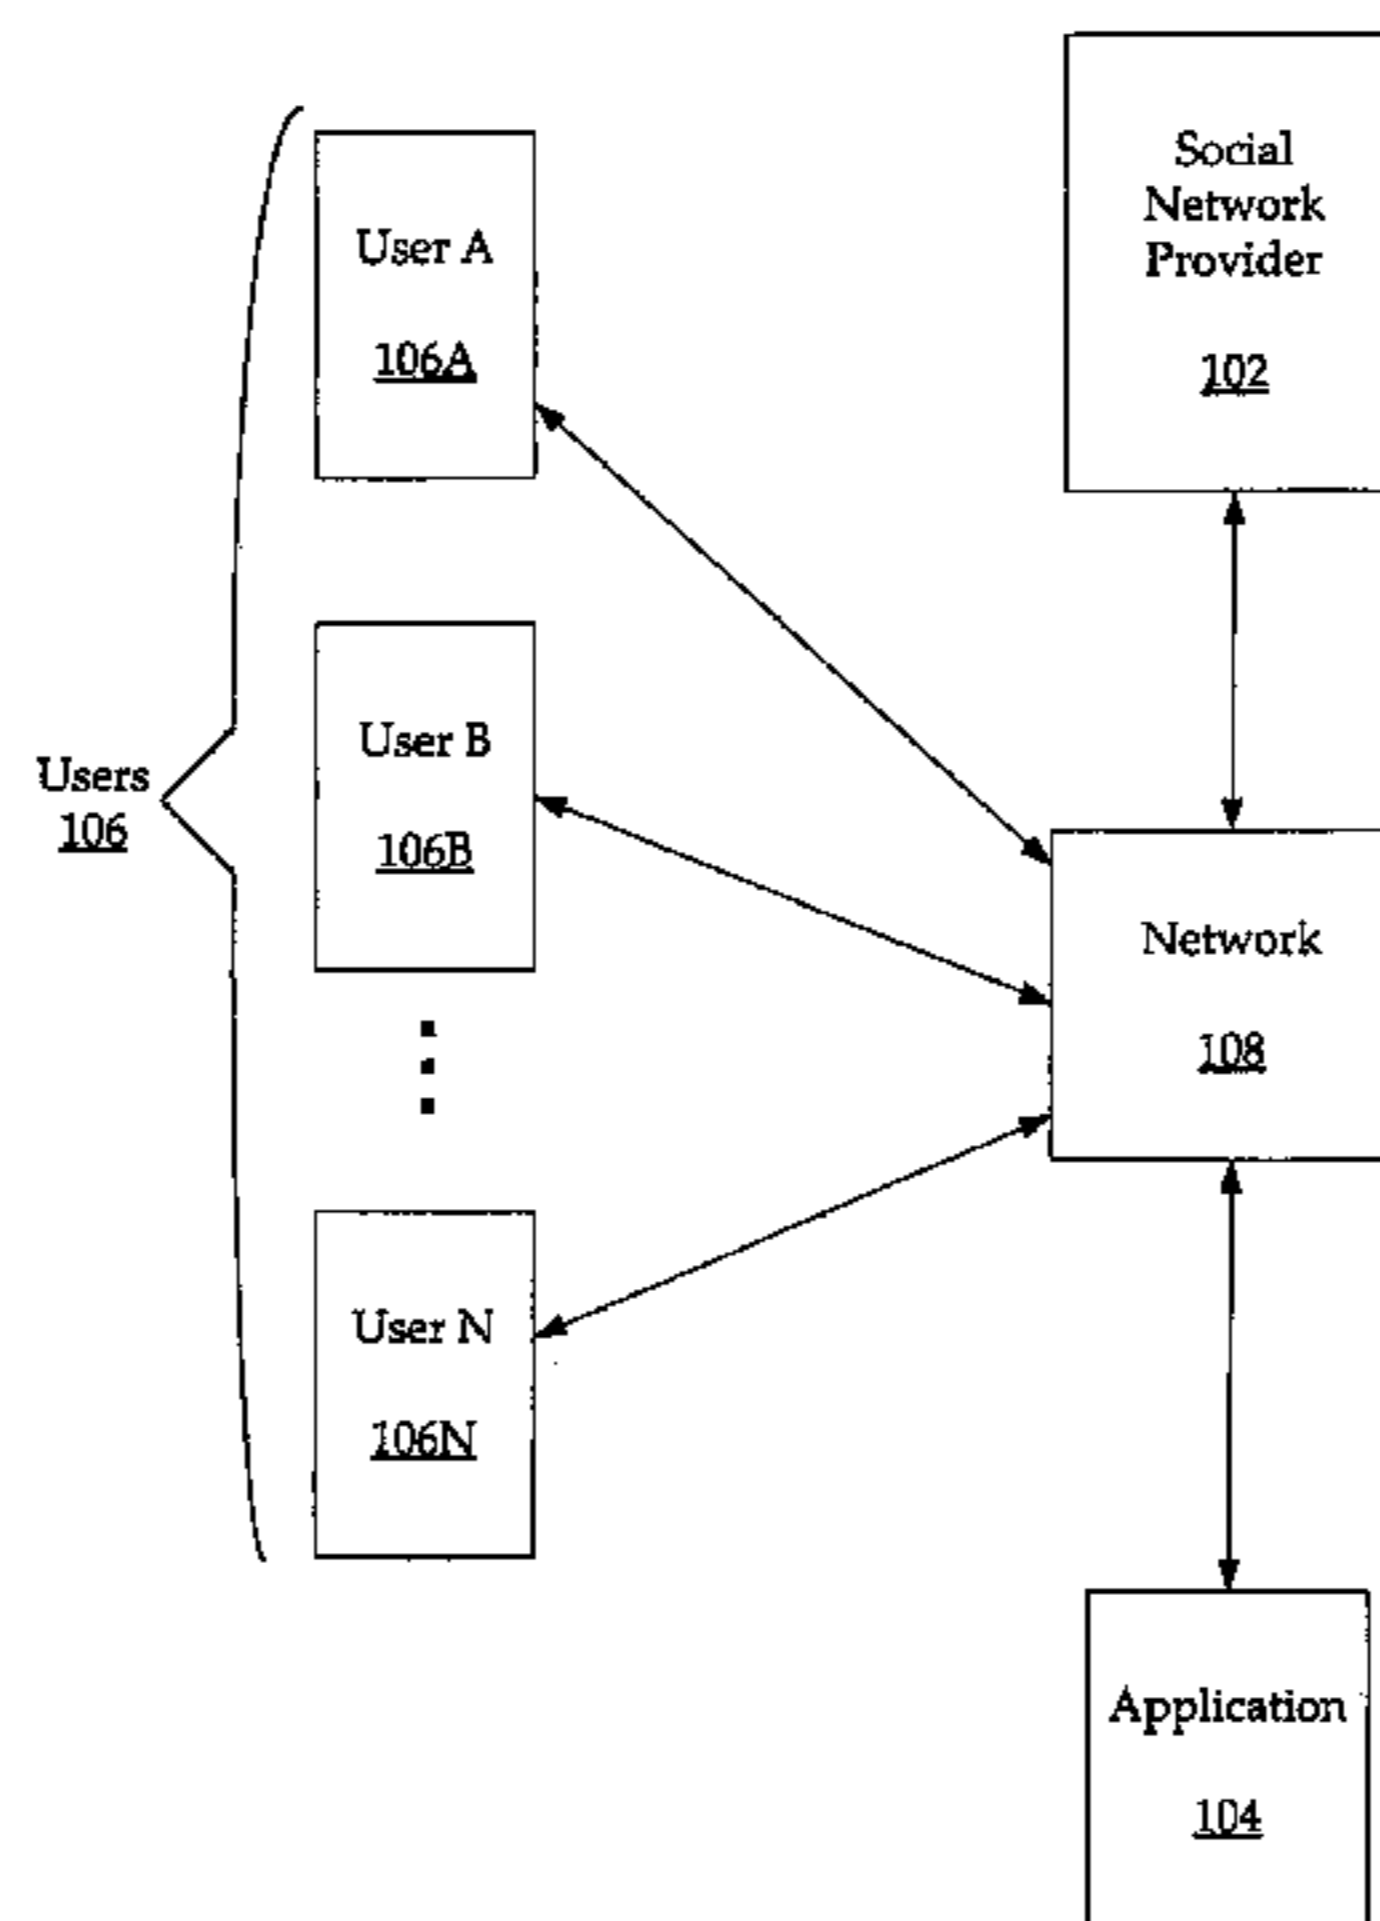 Social
Network
Provider
102
User A
106A
User B
106B
Users
106
Network
108
User N
106N
Application
104